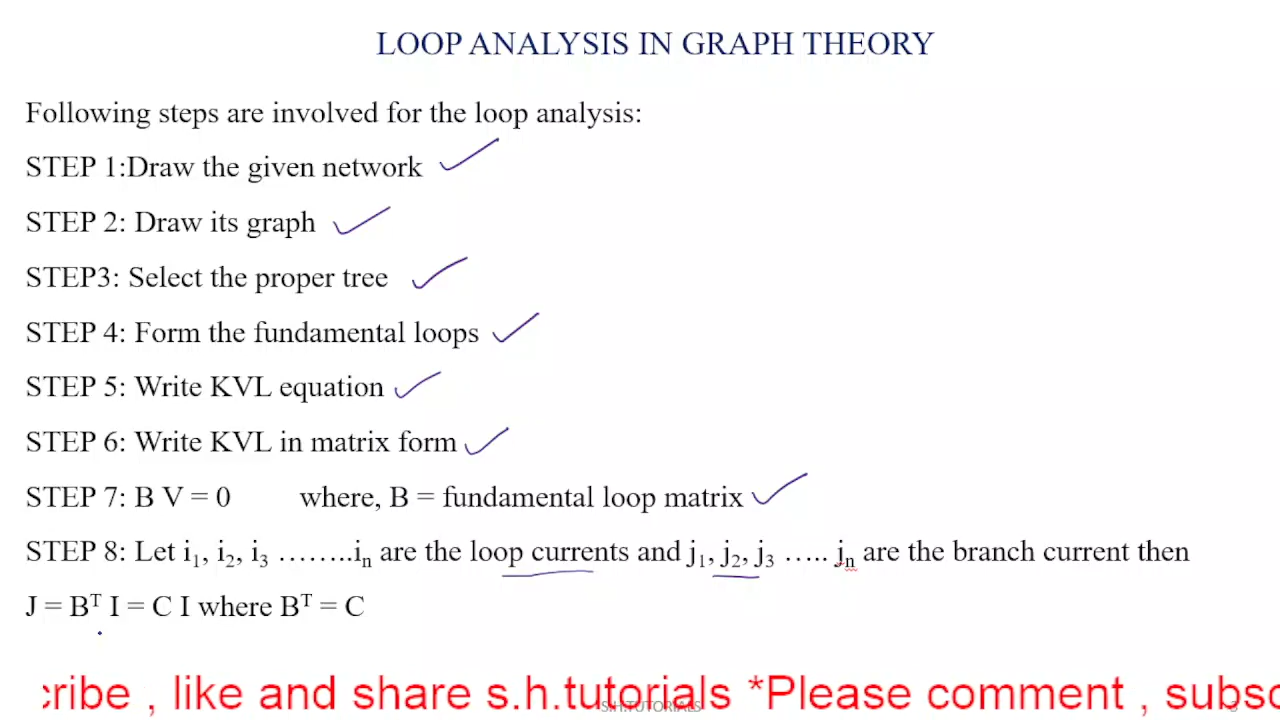 LOOP ANALYSIS IN GRAPH THEORY
Following steps are involved for the loop analysis:
STEP 1:Draw the given network
STEP 2: Draw its graph
STEP3: Select the proper tree
STEP 4: Form the fundamental loops
STEP 5: Write KVL equation
STEP 6: Write KVL in matrix form
STEP 7: B V = 0 where, B = fundamental loop matrix
STEP 8: Let i₁, i₂, i₃ ……..iₙ are the loop currents and j₁, j₂, j₃ ….. jₙ are the branch current then
J = Bᵀ I = C I where Bᵀ = C
cribe , like and share s.h.tutorials *Please comment , subsc
S.H.TUTORIALS